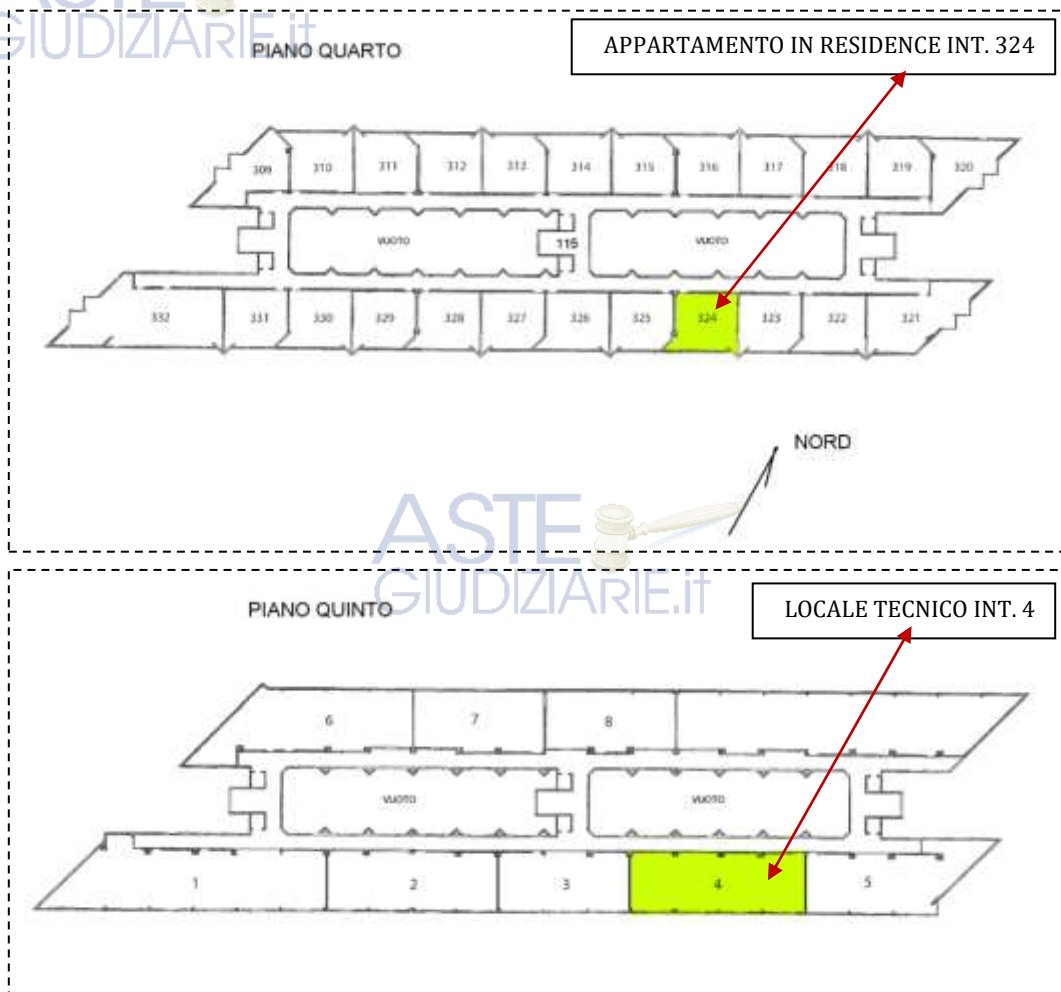 ASTE
GIUDIZIARIE.it
PIANO QUARTO
APPARTAMENTO IN RESIDENCE INT. 324
309 310 311 312 313 314 315 316 317 318 319 320
VUOTO 115 VUOTO
332 331 330 329 328 327 326 325 324 323 322 321
NORD
ASTE
GIUDIZIARIE.it
PIANO QUINTO
LOCALE TECNICO INT. 4
6 7 8
VUOTO VUOTO
1 2 3 4 5